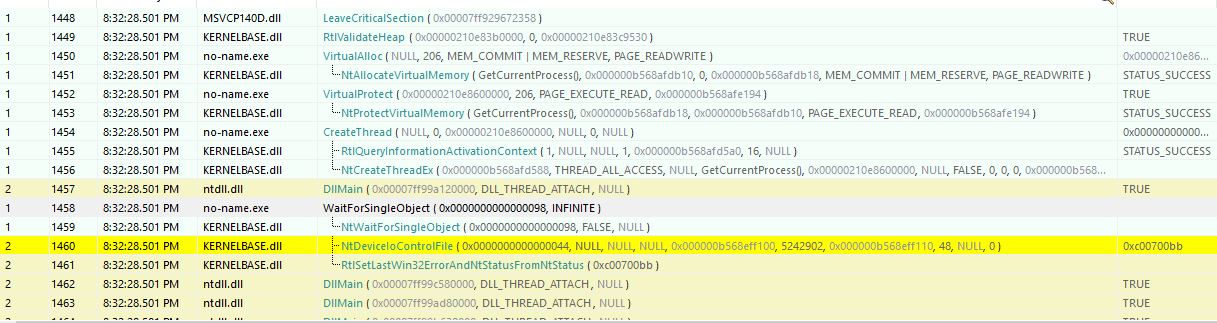 1 1448 8:32:28.501 PM MSVCP140D.dll LeaveCriticalSection ( 0x00007ff929672358 )
1 1449 8:32:28.501 PM KERNELBASE.dll RtlValidateHeap ( 0x00000210e83b0000, 0, 0x00000210e83c9530 ) TRUE
1 1450 8:32:28.501 PM no-name.exe VirtualAlloc ( NULL, 206, MEM_COMMIT | MEM_RESERVE, PAGE_READWRITE ) 0x00000210e86...
1 1451 8:32:28.501 PM KERNELBASE.dll NtAllocateVirtualMemory ( GetCurrentProcess(), 0x000000b568afdb10, 0, 0x000000b568afdb18, MEM_COMMIT | MEM_RESERVE, PAGE_READWRITE ) STATUS_SUCCESS
1 1452 8:32:28.501 PM no-name.exe VirtualProtect ( 0x00000210e8600000, 206, PAGE_EXECUTE_READ, 0x000000b568afe194 ) TRUE
1 1453 8:32:28.501 PM KERNELBASE.dll NtProtectVirtualMemory ( GetCurrentProcess(), 0x000000b568afdb18, 0x000000b568afdb10, PAGE_EXECUTE_READ, 0x000000b568afe194 ) STATUS_SUCCESS
1 1454 8:32:28.501 PM no-name.exe CreateThread ( NULL, 0, 0x00000210e8600000, NULL, 0, NULL ) 0x00000000000...
1 1455 8:32:28.501 PM KERNELBASE.dll RtlQueryInformationActivationContext ( 1, NULL, NULL, 1, 0x000000b568afd5a0, 16, NULL ) STATUS_SUCCESS
1 1456 8:32:28.501 PM KERNELBASE.dll NtCreateThreadEx ( 0x000000b568afd588, THREAD_ALL_ACCESS, NULL, GetCurrentProcess(), 0x00000210e8600000, NULL, FALSE, 0, 0, 0, 0x000000b568... STATUS_SUCCESS
2 1457 8:32:28.501 PM ntdll.dll DllMain ( 0x00007ff99a120000, DLL_THREAD_ATTACH, NULL ) TRUE
1 1458 8:32:28.501 PM no-name.exe WaitForSingleObject ( 0x0000000000000098, INFINITE )
1 1459 8:32:28.501 PM KERNELBASE.dll NtWaitForSingleObject ( 0x0000000000000098, FALSE, NULL )
2 1460 8:32:28.501 PM KERNELBASE.dll NtDeviceIoControlFile ( 0x0000000000000044, NULL, NULL, NULL, 0x000000b568eff100, 5242902, 0x000000b568eff110, 48, NULL, 0 ) 0xc00700bb
2 1461 8:32:28.501 PM KERNELBASE.dll RtlSetLastWin32ErrorAndNtStatusFromNtStatus ( 0xc00700bb )
2 1462 8:32:28.501 PM ntdll.dll DllMain ( 0x00007ff99c580000, DLL_THREAD_ATTACH, NULL ) TRUE
2 1463 8:32:28.501 PM ntdll.dll DllMain ( 0x00007ff99ad80000, DLL_THREAD_ATTACH, NULL ) TRUE